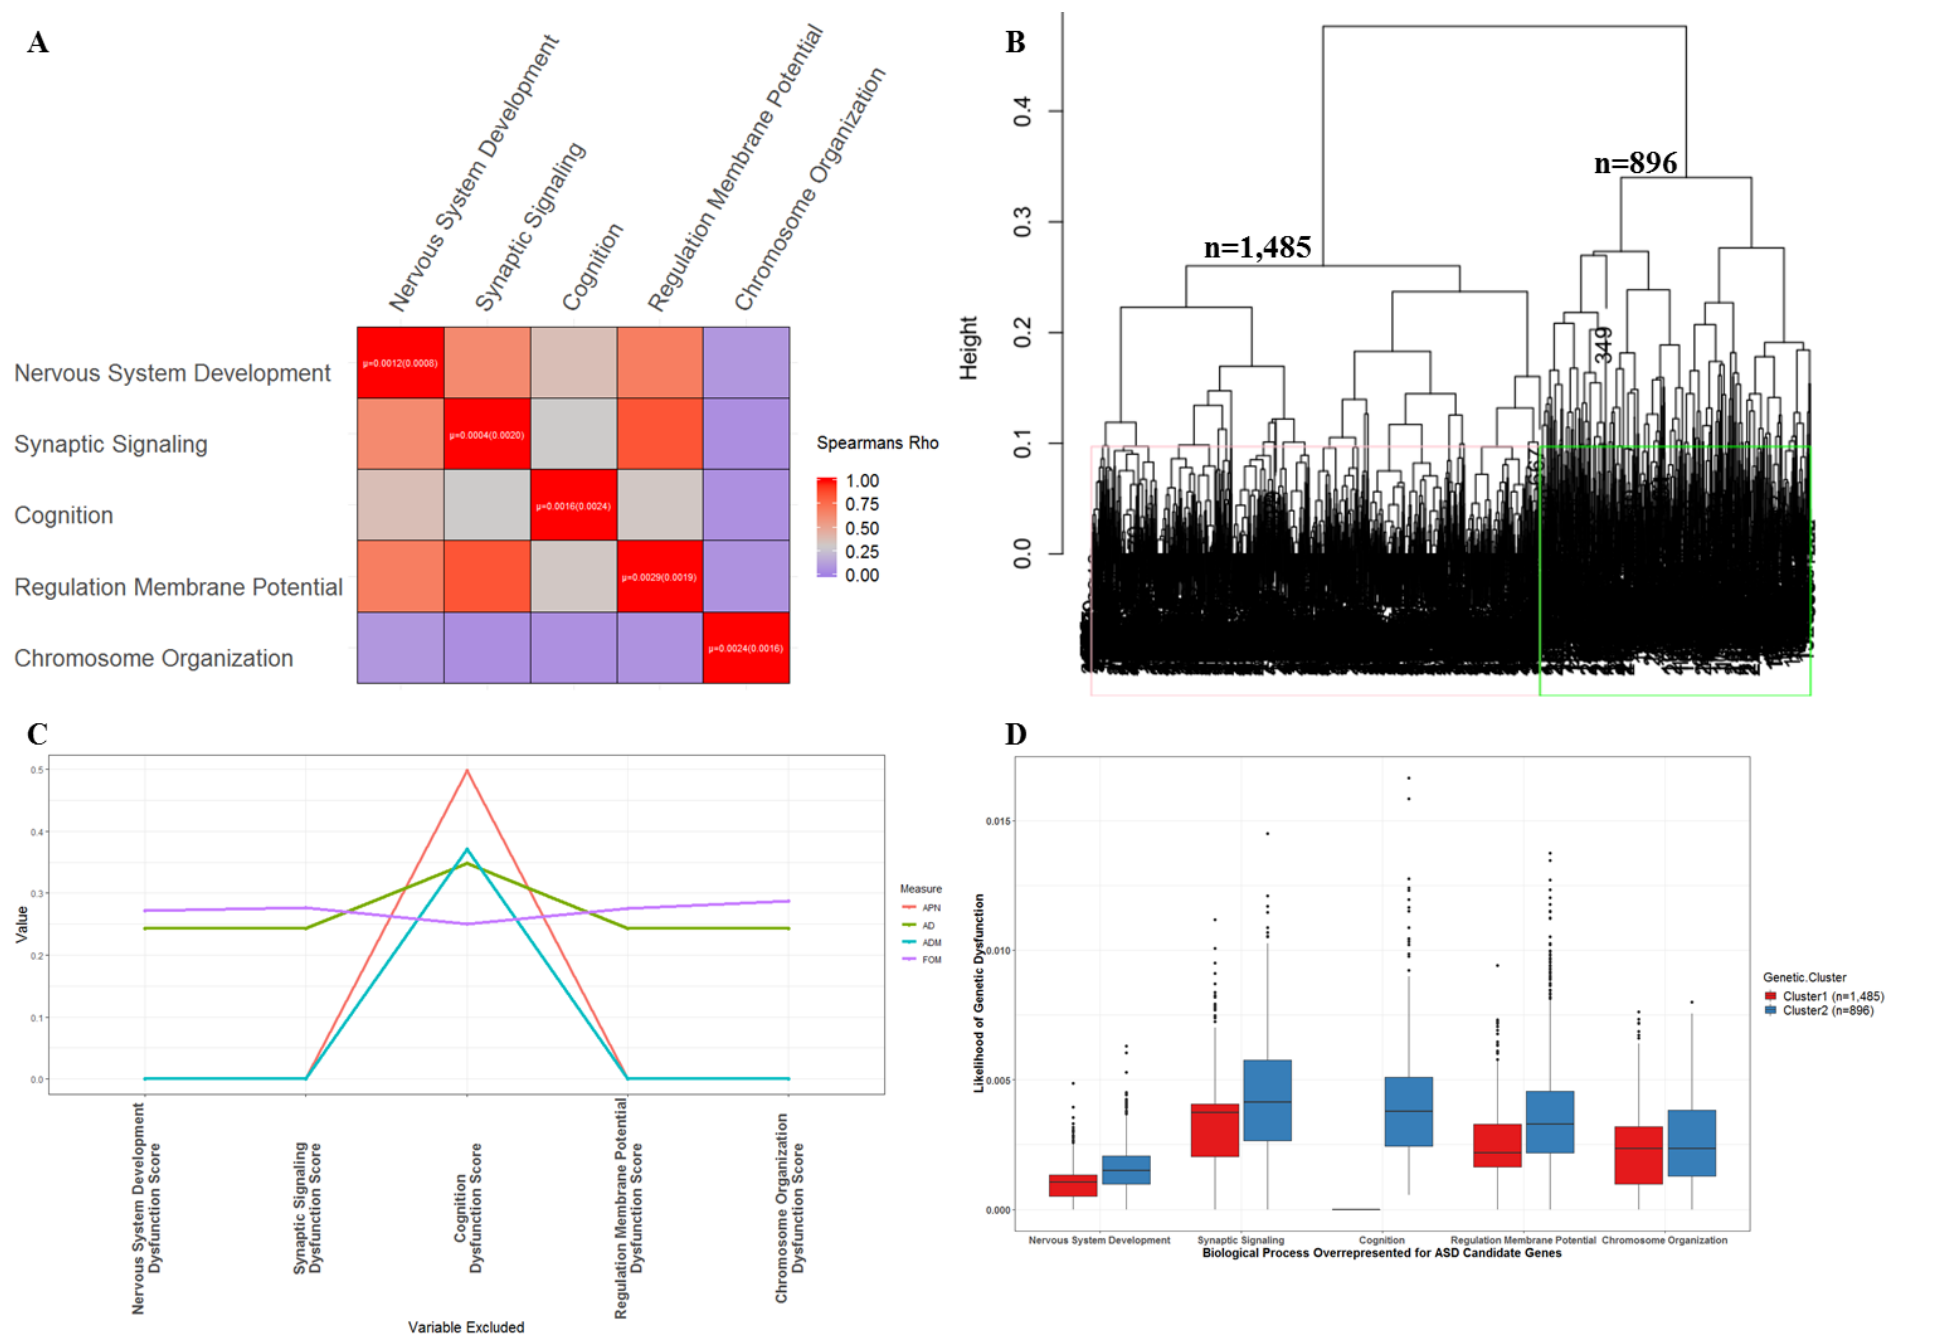 A
Nervous System Development
Synaptic Signaling
Cognition
Regulation Membrane Potential
Chromosome Organization
Nervous System Development
Synaptic Signaling
Cognition
Regulation Membrane Potential
Chromosome Organization
μ=0.0012(0.0008)
μ=0.0004(0.0020)
μ=0.0016(0.0024)
μ=0.0029(0.0019)
μ=0.0024(0.0016)
Spearmans Rho
1.00
0.75
0.50
0.25
0.00
B
Height
0.4
0.3
0.2
0.1
0.0
n=896
n=1,485
349
C
Value
0.5
0.4
0.3
0.2
0.1
0.0
Nervous System Development
Dysfunction Score
Synaptic Signaling
Dysfunction Score
Cognition
Dysfunction Score
Regulation Membrane Potential
Dysfunction Score
Chromosome Organization
Dysfunction Score
Variable Excluded
Measure
APN
AD
ADM
FOM
D
Likelihood of Genetic Dysfunction
0.015
0.010
0.005
0.000
Nervous System Development
Synaptic Signaling
Cognition
Regulation Membrane Potential
Chromosome Organization
Biological Process Overrepresented for ASD Candidate Genes
Genetic.Cluster
Cluster1 (n=1,485)
Cluster2 (n=896)